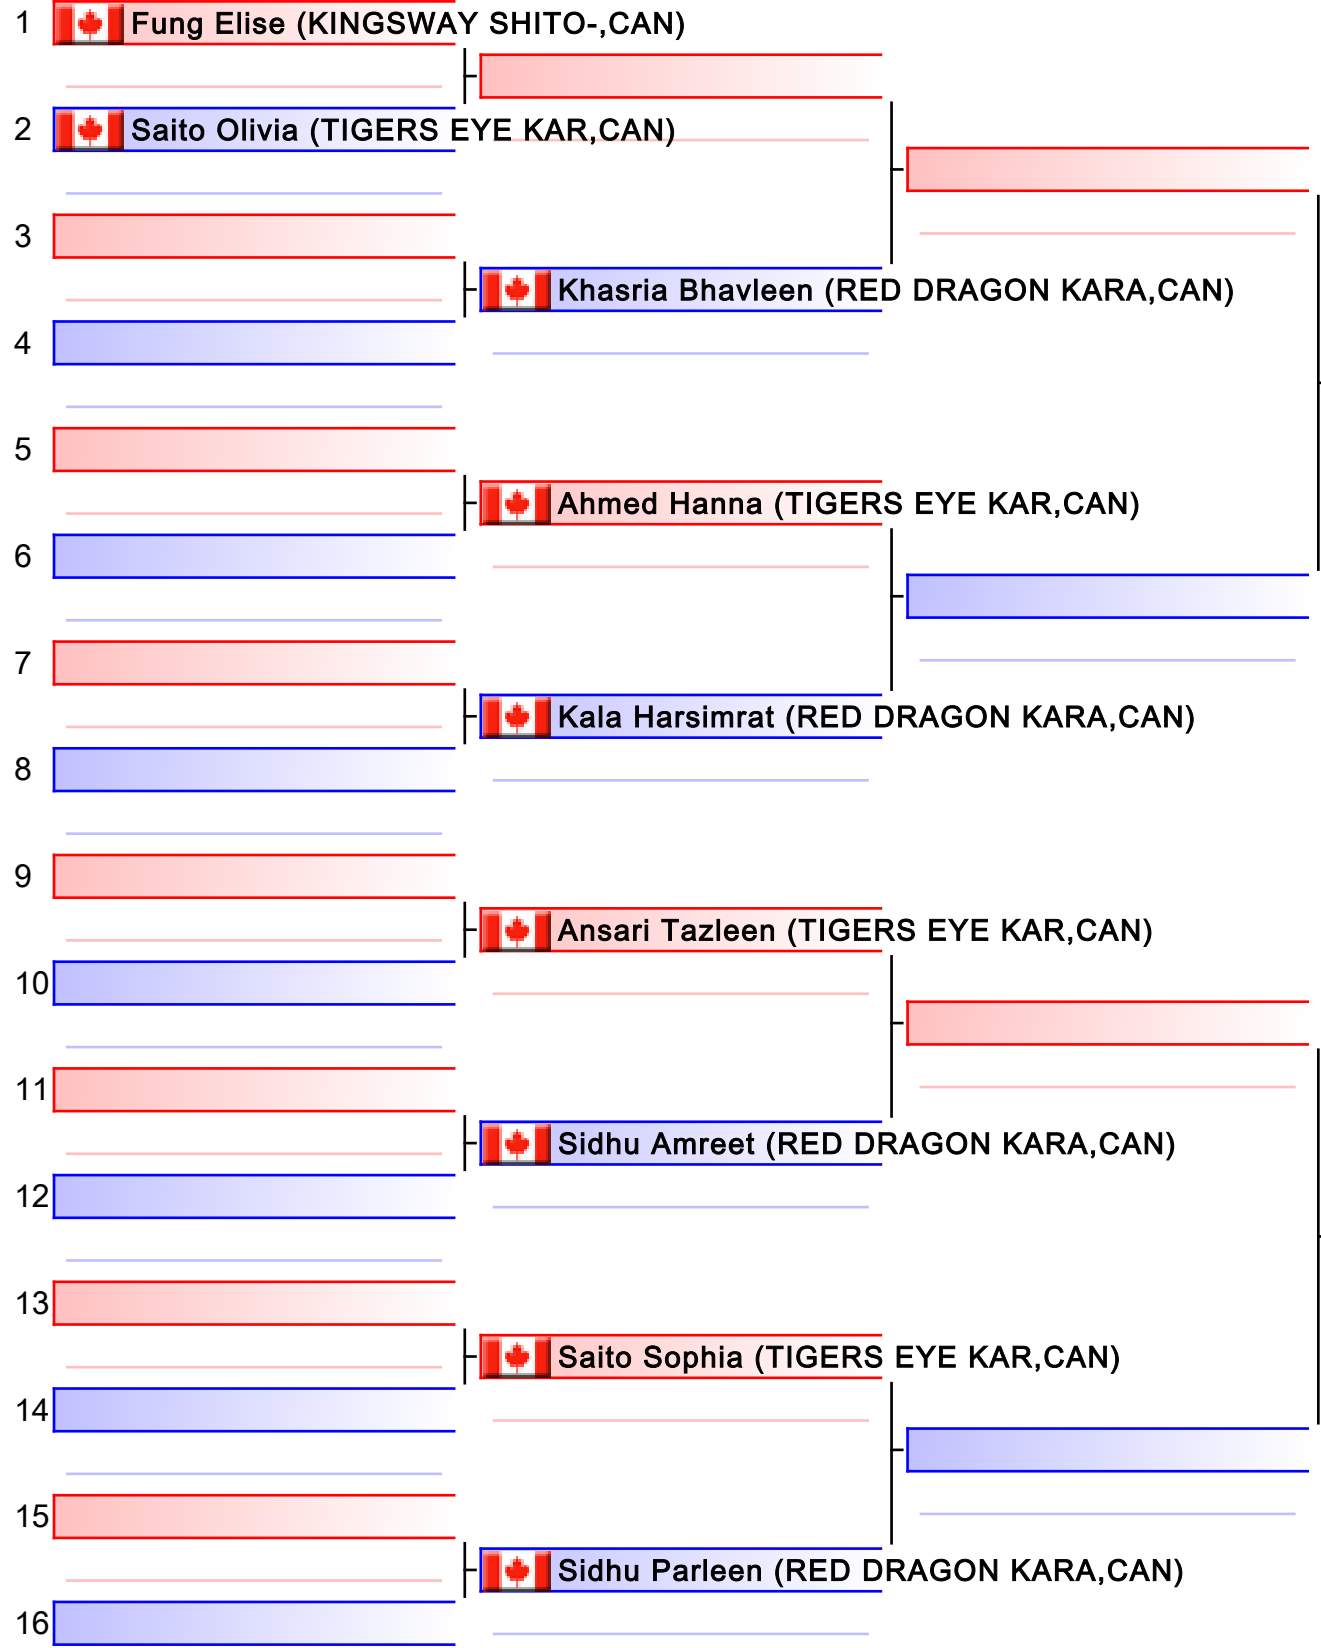 1 Fung Elise (KINGSWAY SHITO-,CAN)
2 Saito Olivia (TIGERS EYE KAR,CAN)
3
Khasria Bhavleen (RED DRAGON KARA,CAN)
4
5
Ahmed Hanna (TIGERS EYE KAR,CAN)
6
7
Kala Harsimrat (RED DRAGON KARA,CAN)
8
9
Ansari Tazleen (TIGERS EYE KAR,CAN)
10
11
Sidhu Amreet (RED DRAGON KARA,CAN)
12
13
Saito Sophia (TIGERS EYE KAR,CAN)
14
15
Sidhu Parleen (RED DRAGON KARA,CAN)
16